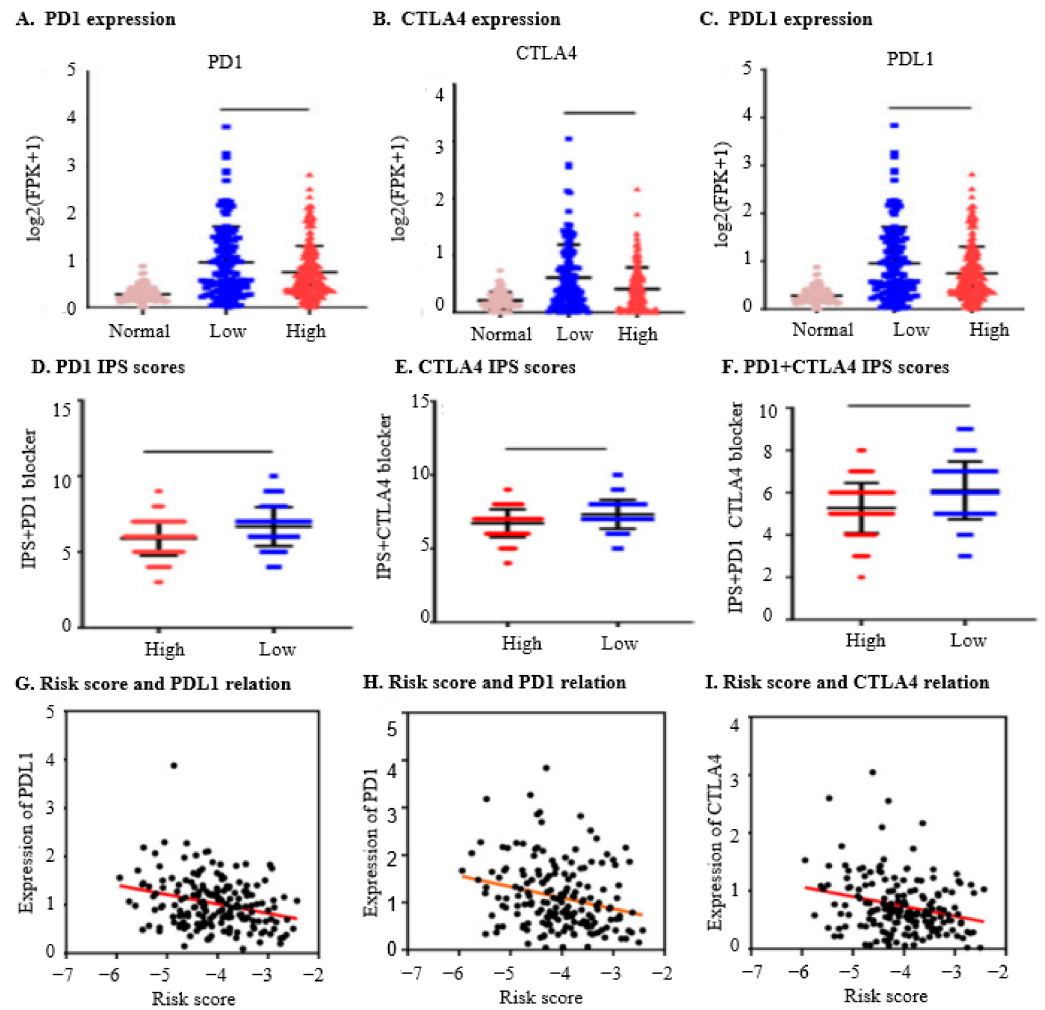 A. PD1 expression
B. CTLA4 expression
C. PDL1 expression
PD1
CTLA4
PDL1
log2(FPK+1)
5
4
3
2
1
0
Normal Low High
log2(FPK+1)
4
3
2
1
0
Normal Low High
log2(FPK+1)
5
4
3
2
1
0
Normal Low High
D. PD1 IPS scores
E. CTLA4 IPS scores
F. PD1+CTLA4 IPS scores
IPS+PD1 blocker
15
10
5
0
High Low
IPS+CTLA4 blocker
15
10
5
0
High Low
IPS+PD1 CTLA4 blocker
10
8
6
4
2
0
High Low
G. Risk score and PDL1 relation
H. Risk score and PD1 relation
I. Risk score and CTLA4 relation
Expression of PDL1
5
4
3
2
1
0
−7 −6 −5 −4 −3 −2
Risk score
Expression of PD1
5
4
3
2
1
0
−7 −6 −5 −4 −3 −2
Risk score
Expression of CTLA4
4
3
2
1
0
−7 −6 −5 −4 −3 −2
Risk score